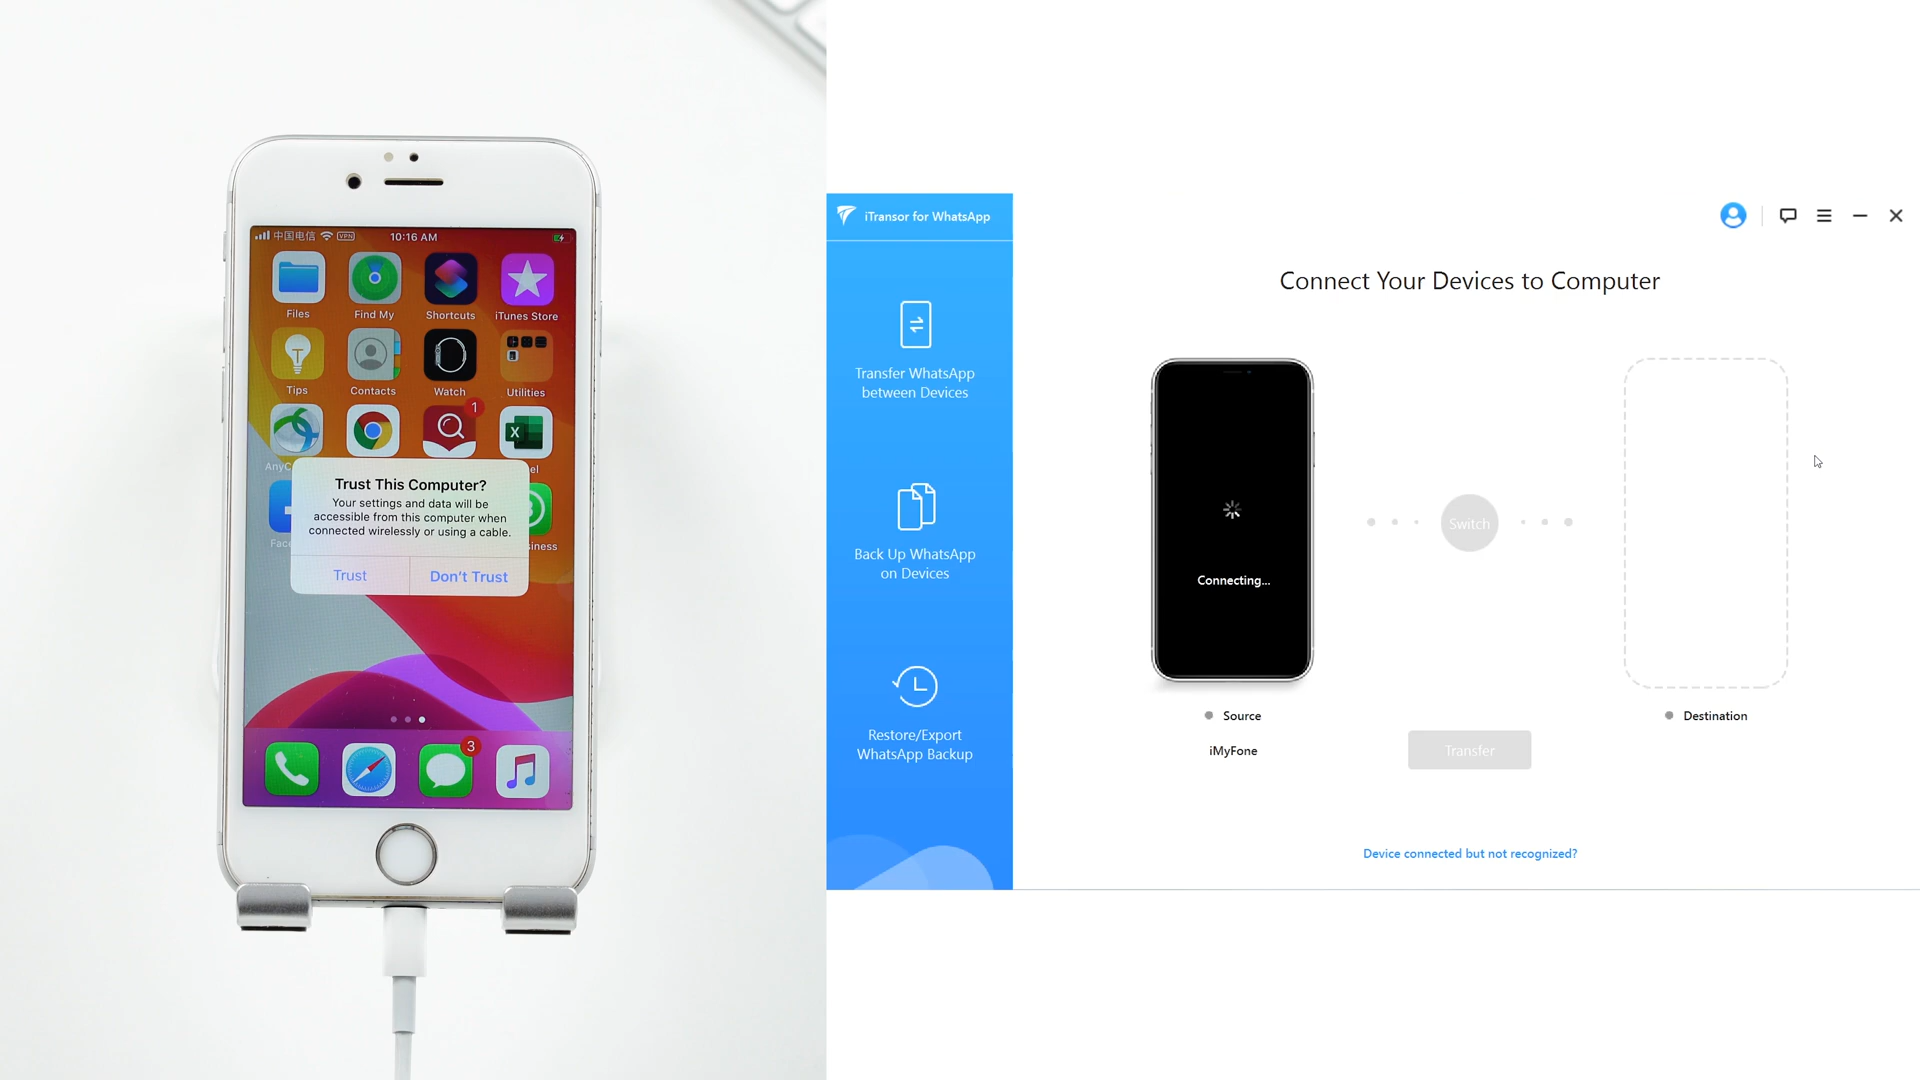 中国电信
VPN
10:16 AM
Files
Find My
Shortcuts
iTunes Store
Tips
Contacts
Watch
Utilities
1
Trust This Computer?
Your settings and data will be
accessible from this computer when
connected wirelessly or using a cable.
Trust
Don't Trust
3
iTransor for WhatsApp
Transfer WhatsApp
between Devices
Back Up WhatsApp
on Devices
Restore/Export
WhatsApp Backup
Connect Your Devices to Computer
Connecting...
Switch
Source
iMyFone
Transfer
Destination
Device connected but not recognized?